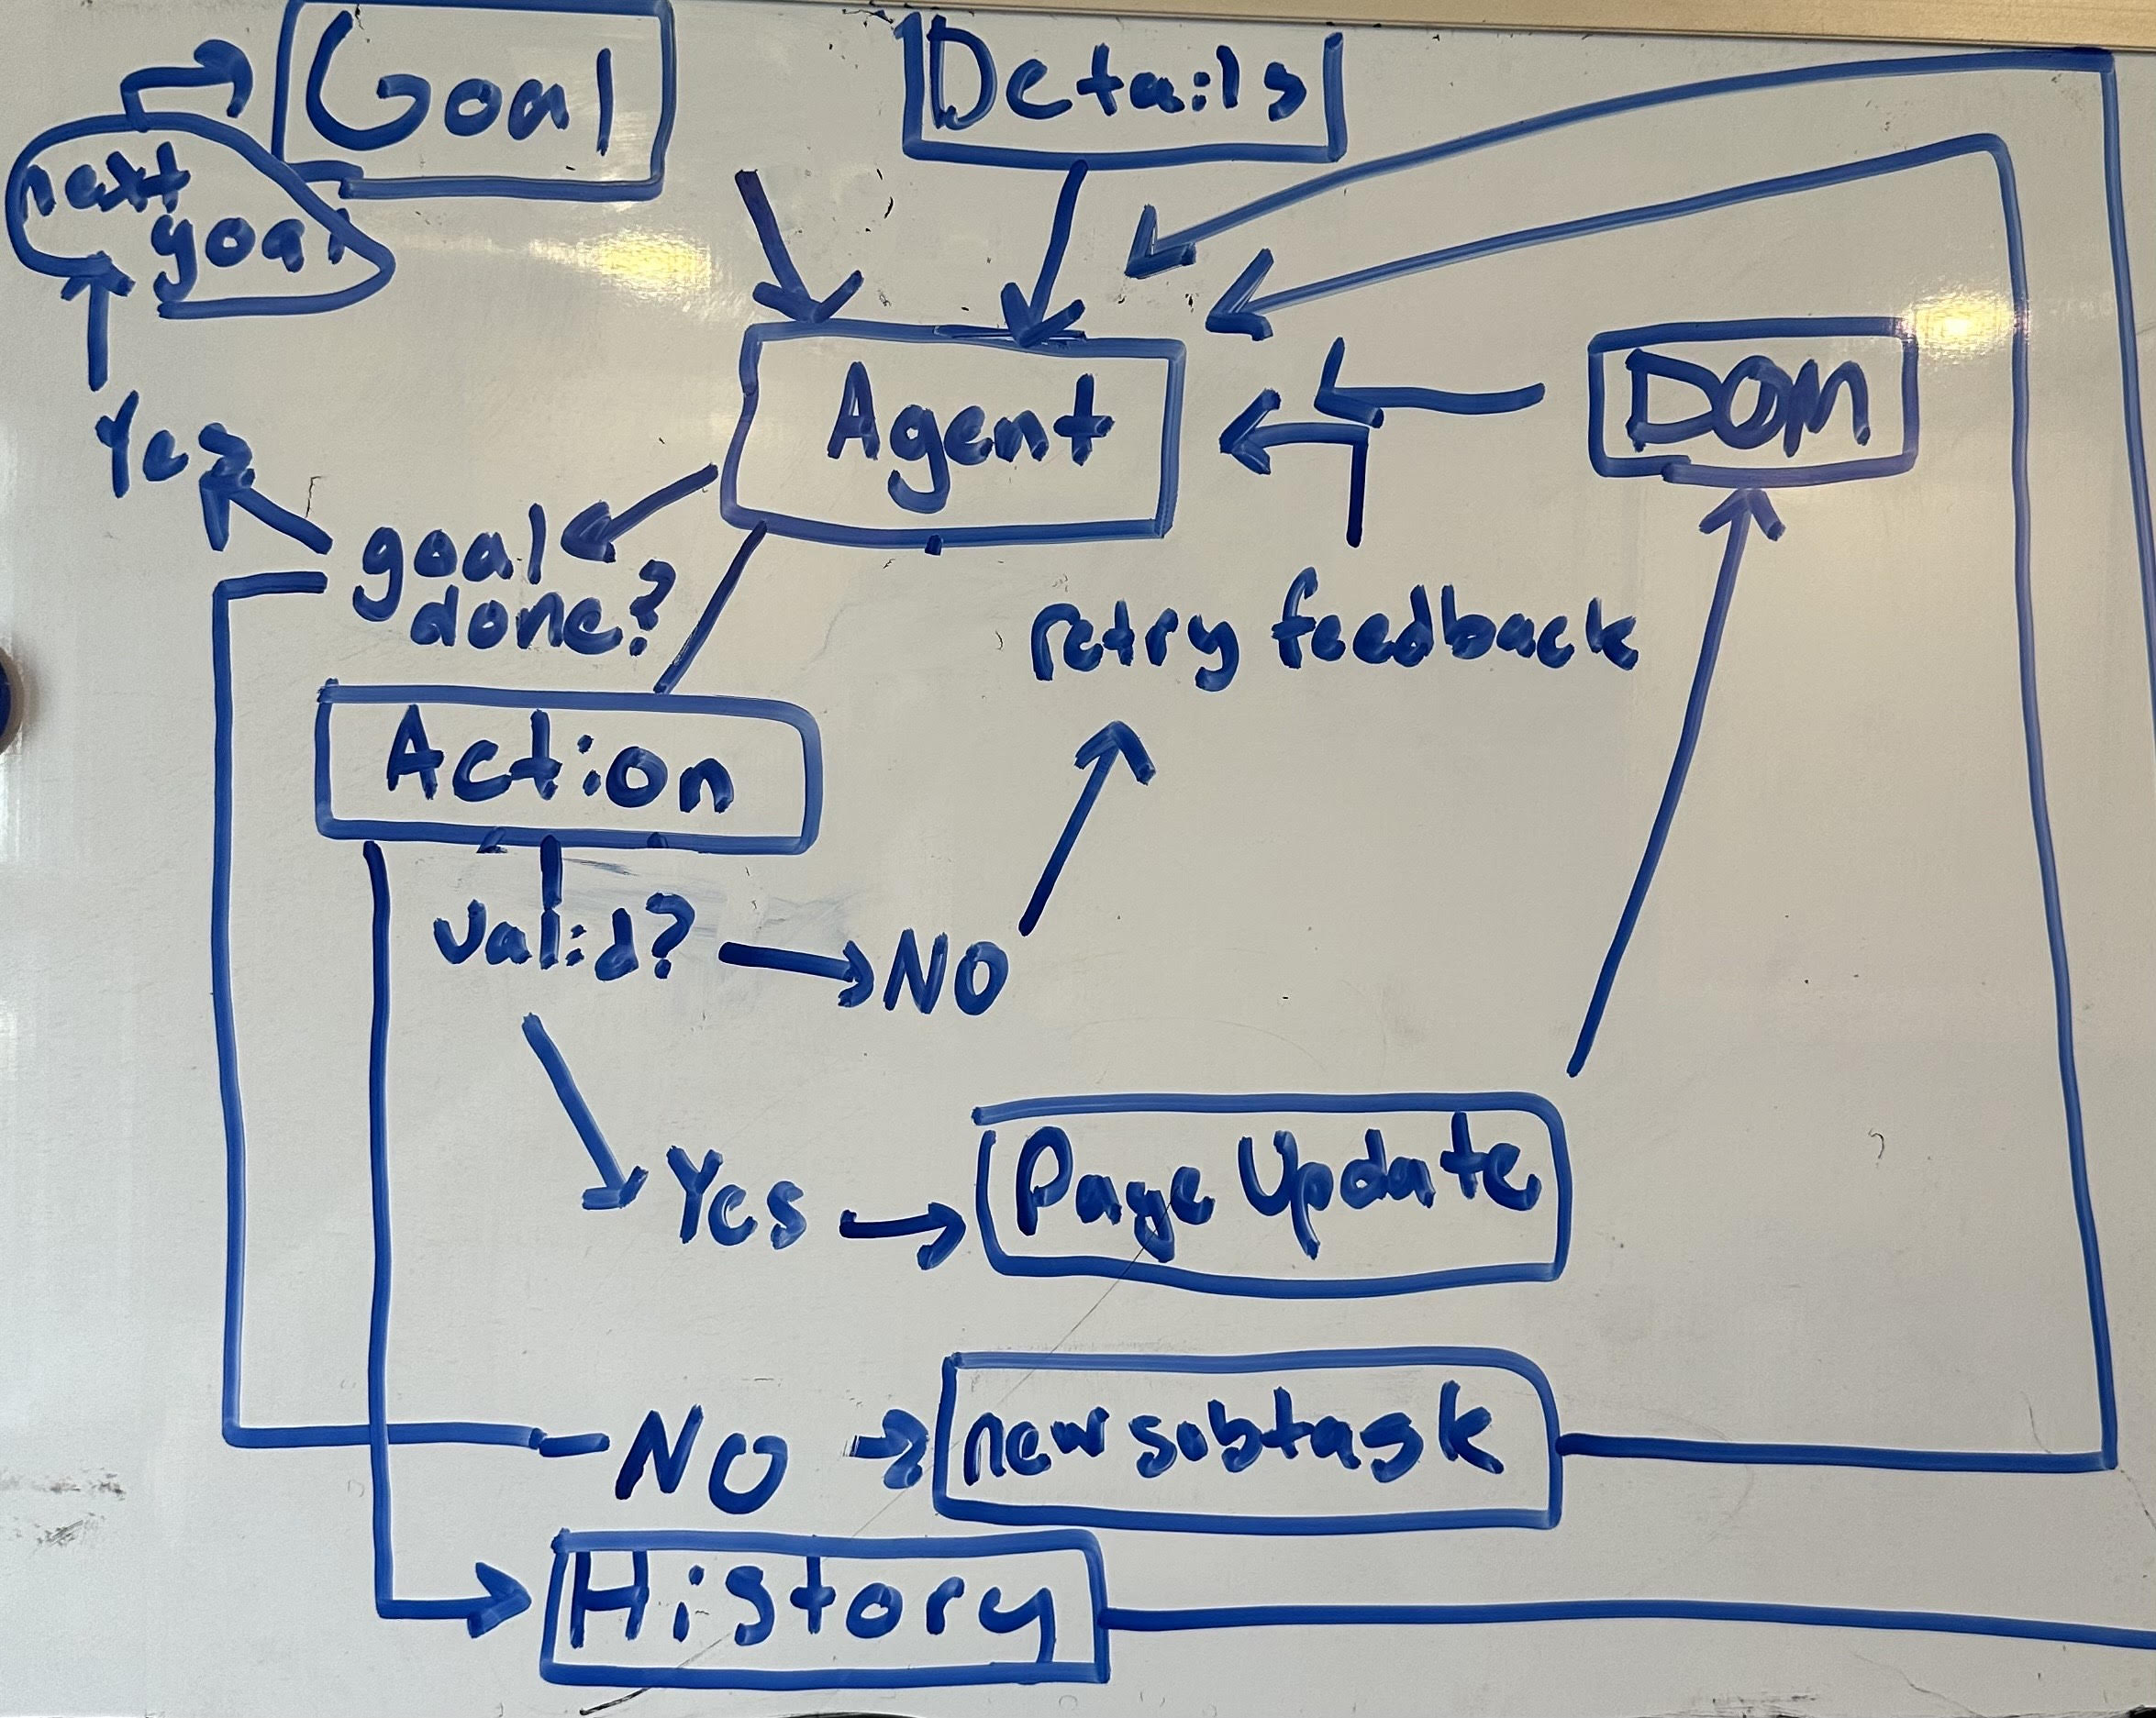 Goal
Details
next
goal
Agent
DOM
Yes
goal
done?
retry feedback
Action
valid?
NO
Yes
Page Update
NO
new subtask
History